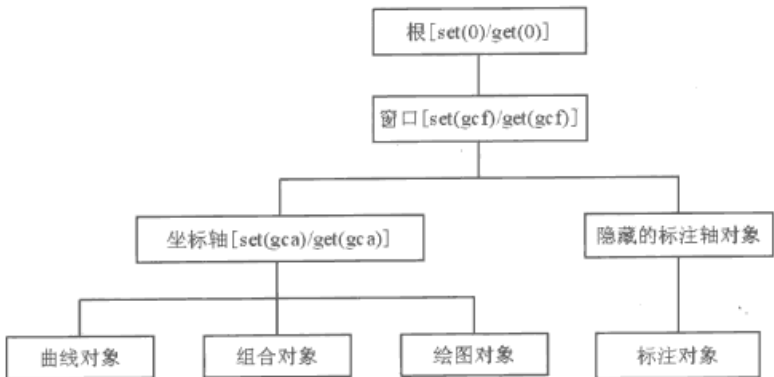 根[set(0)/get(0)]
窗口[set(gcf)/get(gcf)]
坐标轴[set(gca)/get(gca)]
隐藏的标注轴对象
曲线对象
组合对象
绘图对象
标注对象